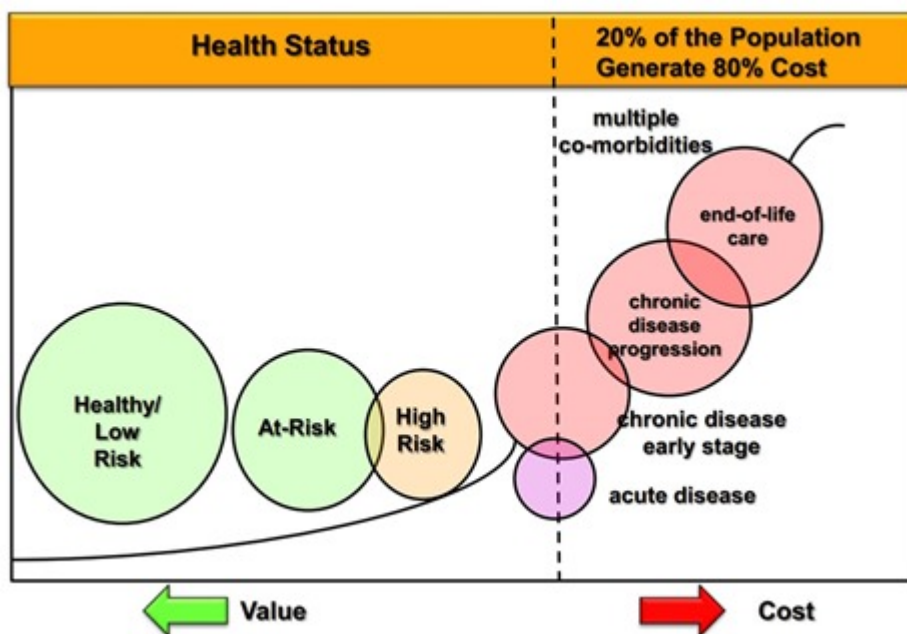 Health Status
20% of the Population
Generate 80% Cost
multiple
co-morbidities
end-of-life
care
chronic
disease
progression
Healthy/
Low
Risk
At-Risk
High
Risk
chronic disease
early stage
acute disease
Value
Cost